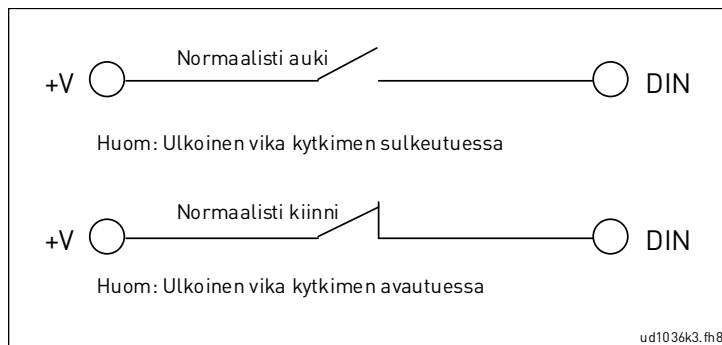 Normaalisti auki
+V DIN
Huom: Ulkoinen vika kytkimen sulkeutuessa
Normaalisti kiinni
+V DIN
Huom: Ulkoinen vika kytkimen avautuessa
ud1036k3.fh8